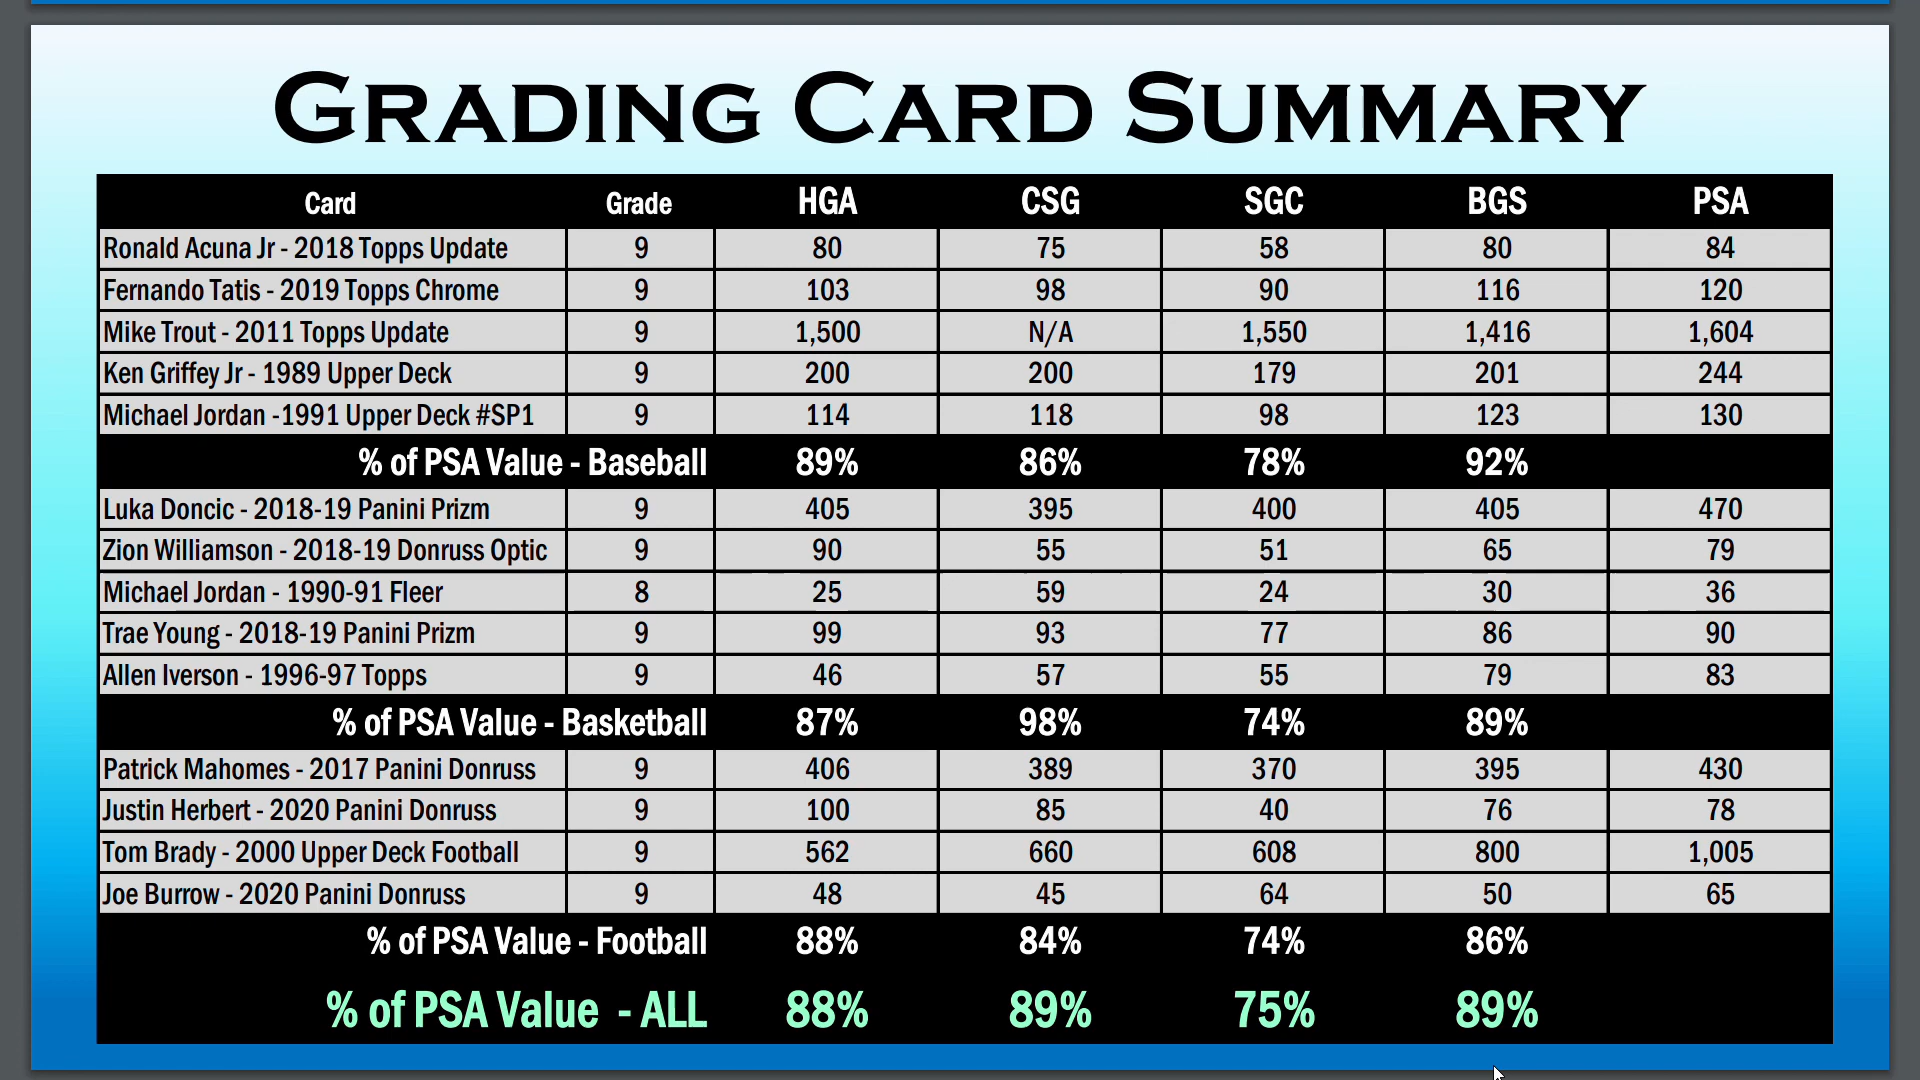 GRADING CARD SUMMARY
Card Grade HGA CSG SGC BGS PSA
Ronald Acuna Jr - 2018 Topps Update 9 80 75 58 80 84
Fernando Tatis - 2019 Topps Chrome 9 103 98 90 116 120
Mike Trout - 2011 Topps Update 9 1,500 N/A 1,550 1,416 1,604
Ken Griffey Jr - 1989 Upper Deck 9 200 200 179 201 244
Michael Jordan -1991 Upper Deck #SP1 9 114 118 98 123 130
% of PSA Value - Baseball 89% 86% 78% 92%
Luka Doncic - 2018-19 Panini Prizm 9 405 395 400 405 470
Zion Williamson - 2018-19 Donruss Optic 9 90 55 51 65 79
Michael Jordan - 1990-91 Fleer 8 25 59 24 30 36
Trae Young - 2018-19 Panini Prizm 9 99 93 77 86 90
Allen Iverson - 1996-97 Topps 9 46 57 55 79 83
% of PSA Value - Basketball 87% 98% 74% 89%
Patrick Mahomes - 2017 Panini Donruss 9 406 389 370 395 430
Justin Herbert - 2020 Panini Donruss 9 100 85 40 76 78
Tom Brady - 2000 Upper Deck Football 9 562 660 608 800 1,005
Joe Burrow - 2020 Panini Donruss 9 48 45 64 50 65
% of PSA Value - Football 88% 84% 74% 86%
% of PSA Value - ALL 88% 89% 75% 89%